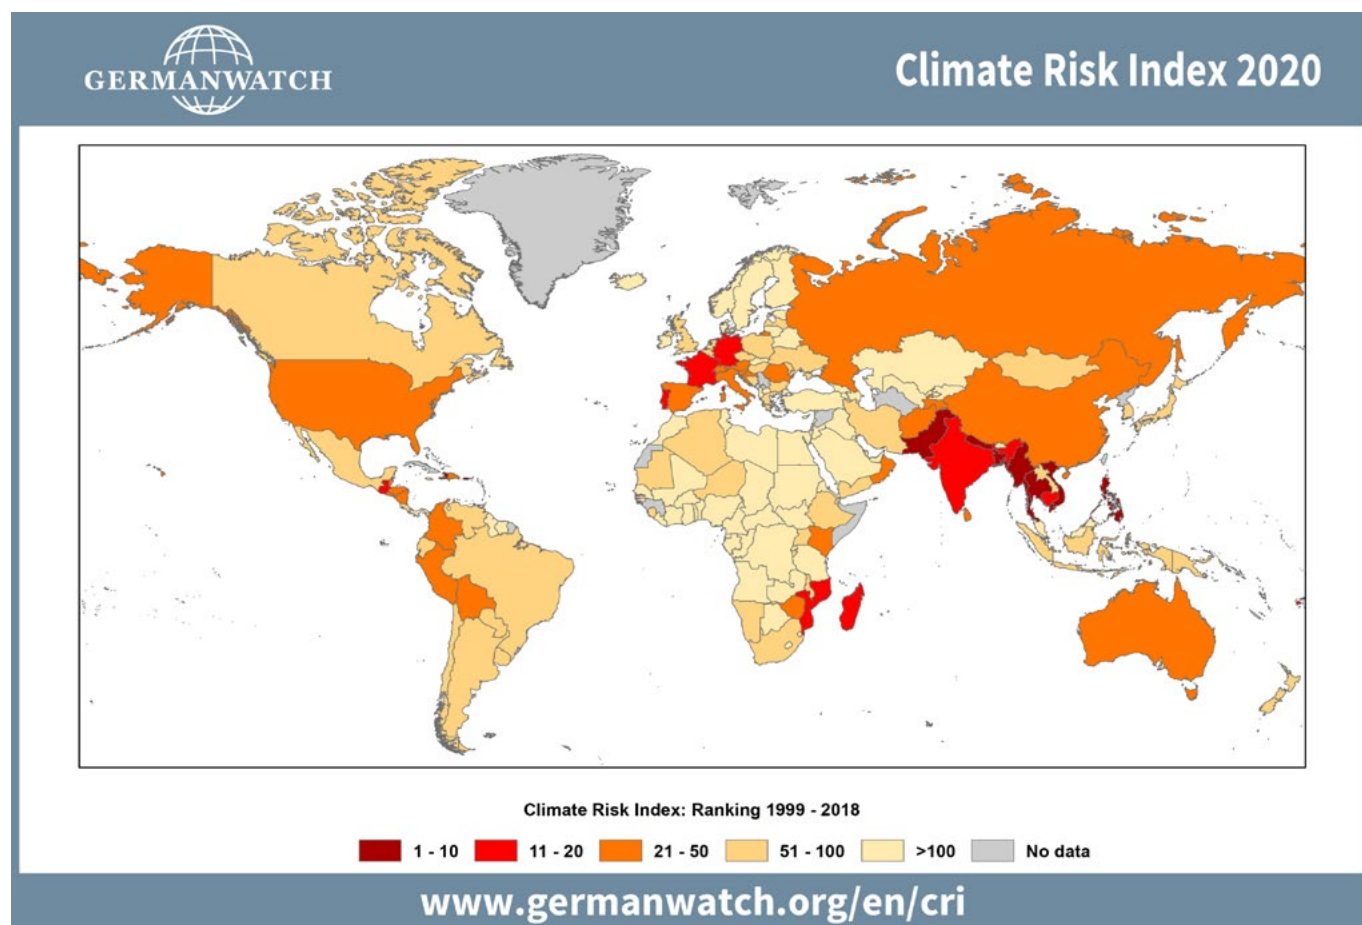 GERMANWATCH
Climate Risk Index 2020
Climate Risk Index: Ranking 1999 - 2018
1 - 10
11 - 20
21 - 50
51 - 100
>100
No data
www.germanwatch.org/en/cri